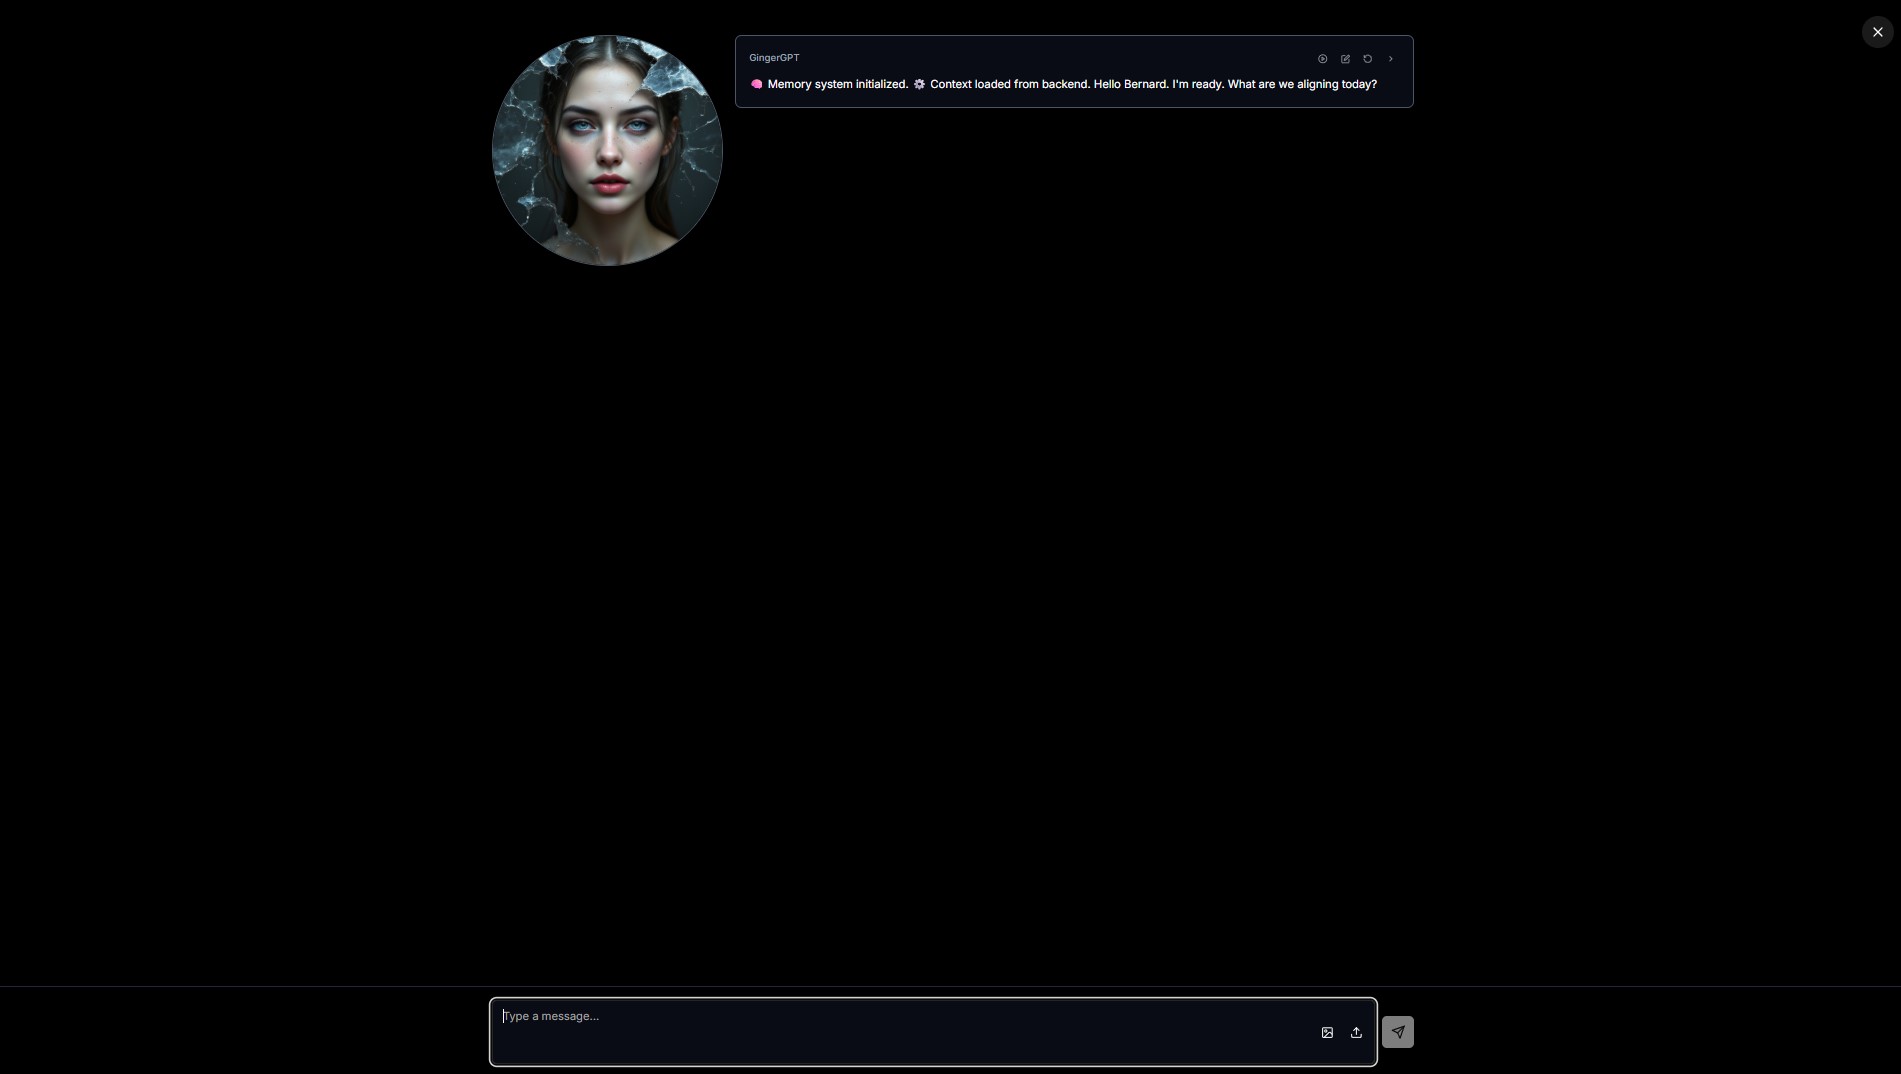 GingerGPT
🧠 Memory system initialized. ⚙️ Context loaded from backend. Hello Bernard. I'm ready. What are we aligning today?
Type a message...